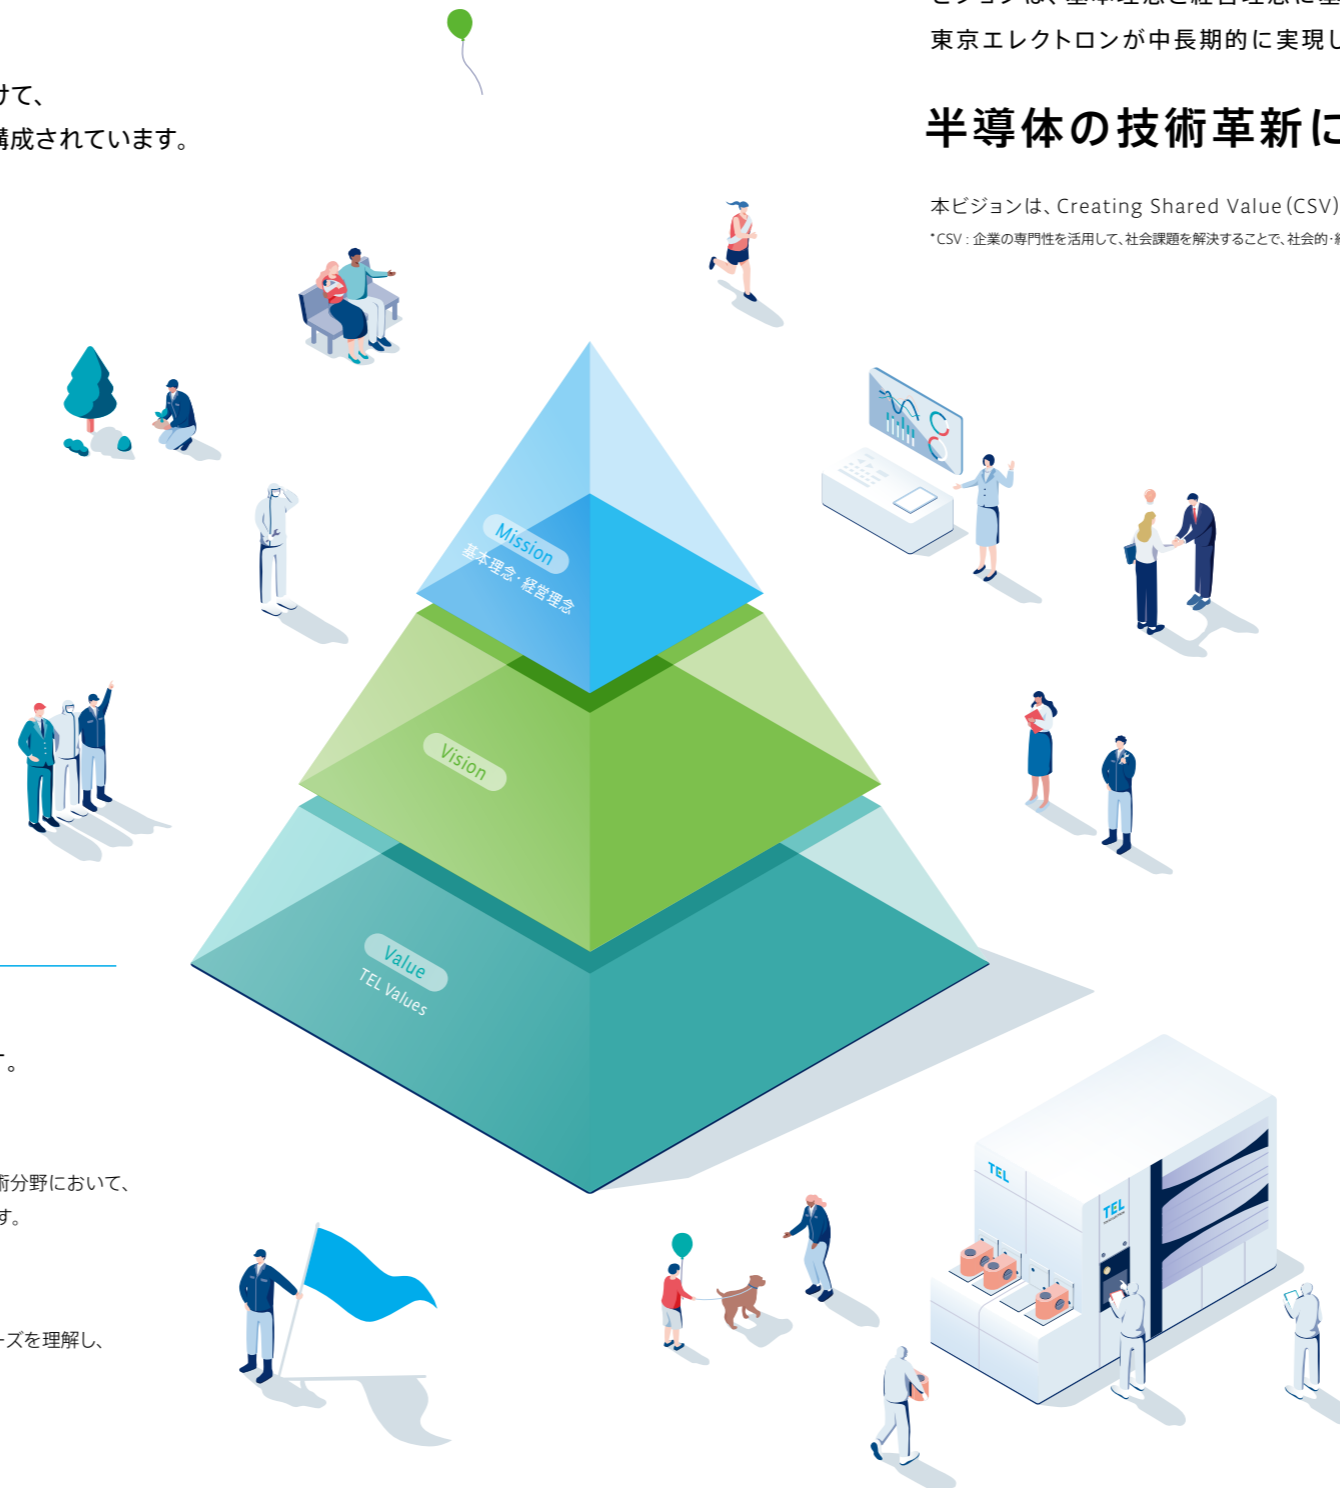 けて、
構成されています。
東京エレクトロンが中長期的に実現し
半導体の技術革新に
本ビジョンは、Creating Shared Value(CSV)
*CSV : 企業の専門性を活用して、社会課題を解決することで、社会的・経
Mission
基本理念・経営理念
Vision
Value
TEL Values
す。
術分野において、
す。
ーズを理解し、
TEL
TEL